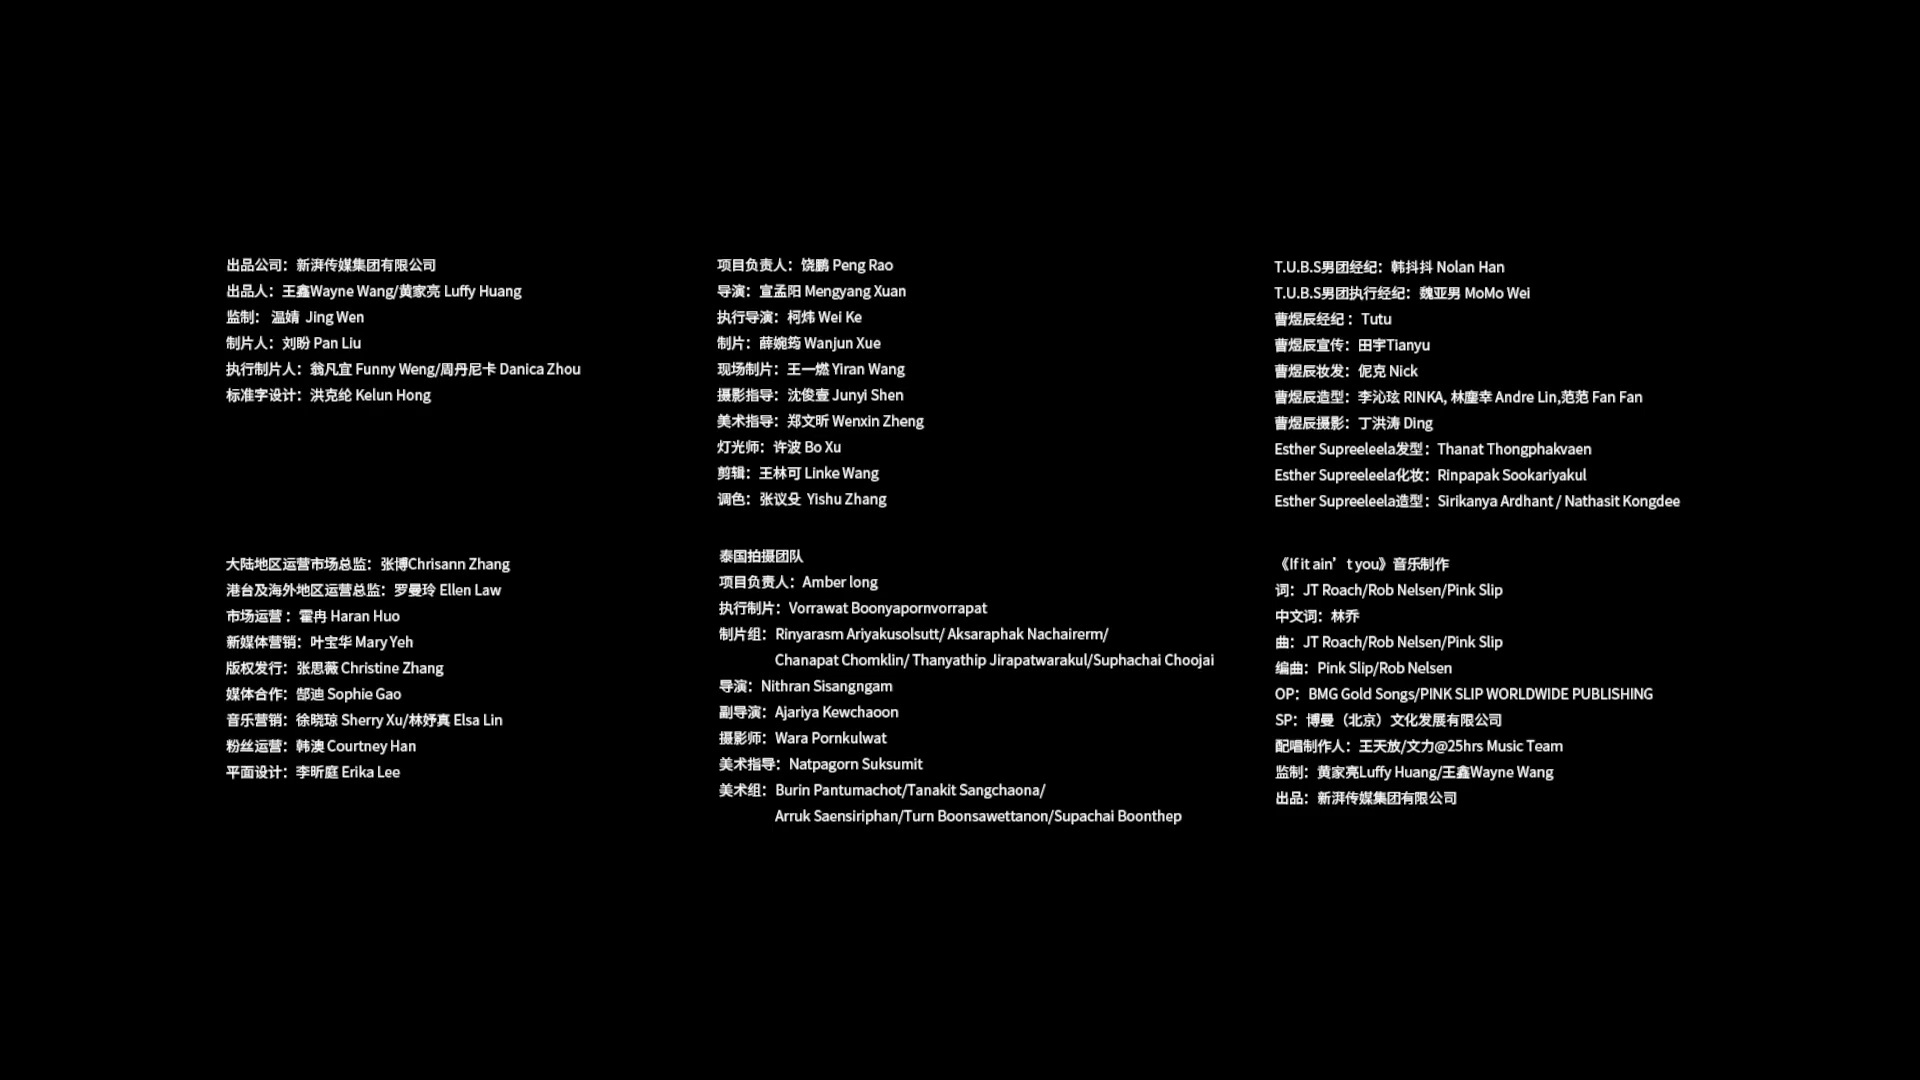 出品公司：新湃传媒集团有限公司
出品人：王鑫Wayne Wang/黄家亮 Luffy Huang
监制： 温婧 Jing Wen
制片人：刘盼 Pan Liu
执行制片人：翁凡宜 Funny Weng/周丹尼卡 Danica Zhou
标准字设计：洪克纶 Kelun Hong
项目负责人：饶鹏 Peng Rao
导演：宣孟阳 Mengyang Xuan
执行导演：柯炜 Wei Ke
制片：薛婉筠 Wanjun Xue
现场制片：王一燃 Yiran Wang
摄影指导：沈俊壹 Junyi Shen
美术指导：郑文昕 Wenxin Zheng
灯光师：许波 Bo Xu
剪辑：王林可 Linke Wang
调色：张议殳 Yishu Zhang
T.U.B.S男团经纪：韩抖抖 Nolan Han
T.U.B.S男团执行经纪：魏亚男 MoMo Wei
曹煜辰经纪 ：Tutu
曹煜辰宣传：田宇Tianyu
曹煜辰妆发：伲克 Nick
曹煜辰造型：李沁玹 RINKA, 林塵幸 Andre Lin,范范 Fan Fan
曹煜辰摄影：丁洪涛 Ding
Esther Supreeleela发型：Thanat Thongphakvaen
Esther Supreeleela化妆：Rinpapak Sookariyakul
Esther Supreeleela造型：Sirikanya Ardhant / Nathasit Kongdee
大陆地区运营市场总监：张博Chrisann Zhang
港台及海外地区运营总监：罗曼玲 Ellen Law
市场运营 ：霍冉 Haran Huo
新媒体营销：叶宝华 Mary Yeh
版权发行：张思薇 Christine Zhang
媒体合作：郜迪 Sophie Gao
音乐营销：徐晓琼 Sherry Xu/林妤真 Elsa Lin
粉丝运营：韩澳 Courtney Han
平面设计：李昕庭 Erika Lee
泰国拍摄团队
项目负责人：Amber long
执行制片：Vorrawat Boonyapornvorrapat
制片组：Rinyarasm Ariyakusolsutt/ Aksaraphak Nachairerm/
Chanapat Chomklin/ Thanyathip Jirapatwarakul/Suphachai Choojai
导演：Nithran Sisangngam
副导演：Ajariya Kewchaoon
摄影师：Wara Pornkulwat
美术指导：Natpagorn Suksumit
美术组：Burin Pantumachot/Tanakit Sangchaona/
Arruk Saensiriphan/Turn Boonsawettanon/Supachai Boonthep
《If it ain’t you》音乐制作
词：JT Roach/Rob Nelsen/Pink Slip
中文词：林乔
曲：JT Roach/Rob Nelsen/Pink Slip
编曲：Pink Slip/Rob Nelsen
OP：BMG Gold Songs/PINK SLIP WORLDWIDE PUBLISHING
SP：博曼（北京）文化发展有限公司
配唱制作人：王天放/文力@25hrs Music Team
监制：黄家亮Luffy Huang/王鑫Wayne Wang
出品：新湃传媒集团有限公司